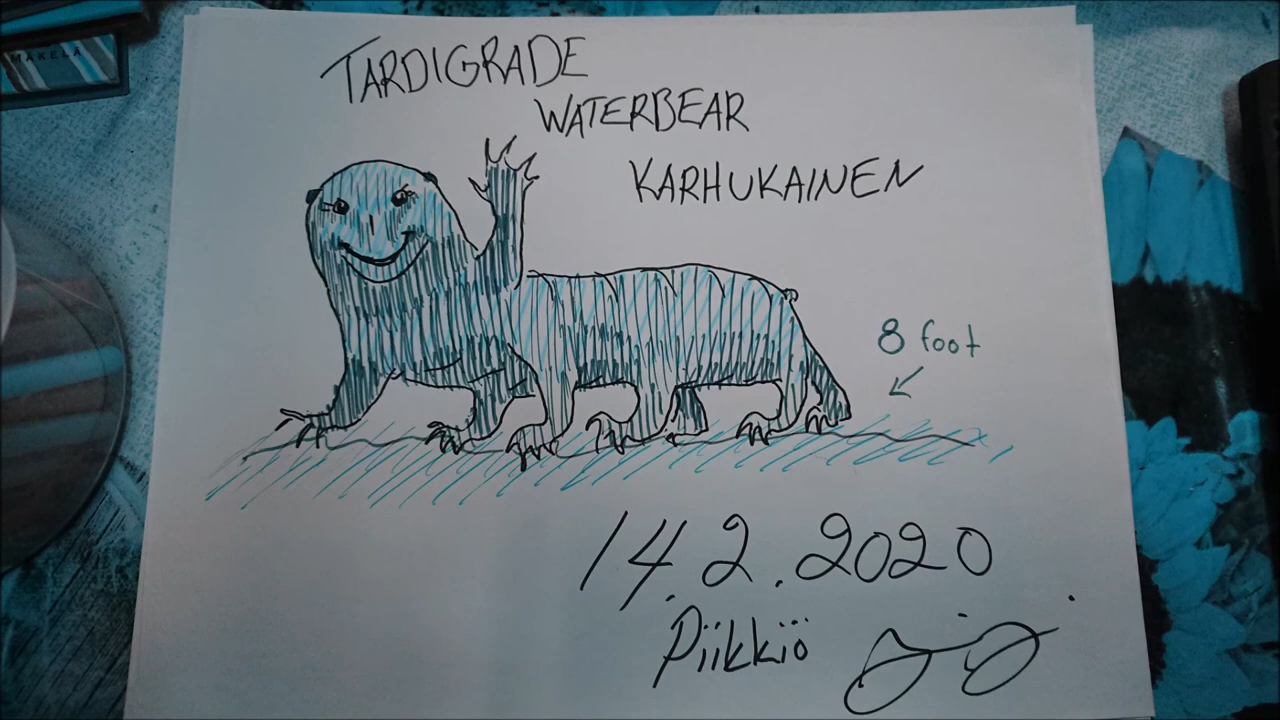 TARDIGRADE
WATERBEAR
KARHUKAINEN
8 foot
14.2.2020
Piikkiö